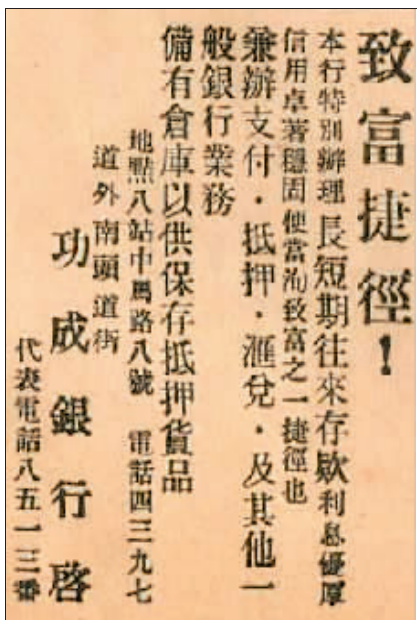 致富捷徑！
本行特別辦理長短期往來存欵利息優厚
信用卓著穩固便當洵致富之一捷徑也
兼辦支付．抵押．滙兌．及其他一
般銀行業務
備有倉庫以供保存抵押貨品
地點八站中馬路八號　電話四三九七
道外南頭道街
功成銀行啓
代表電話八五一三番